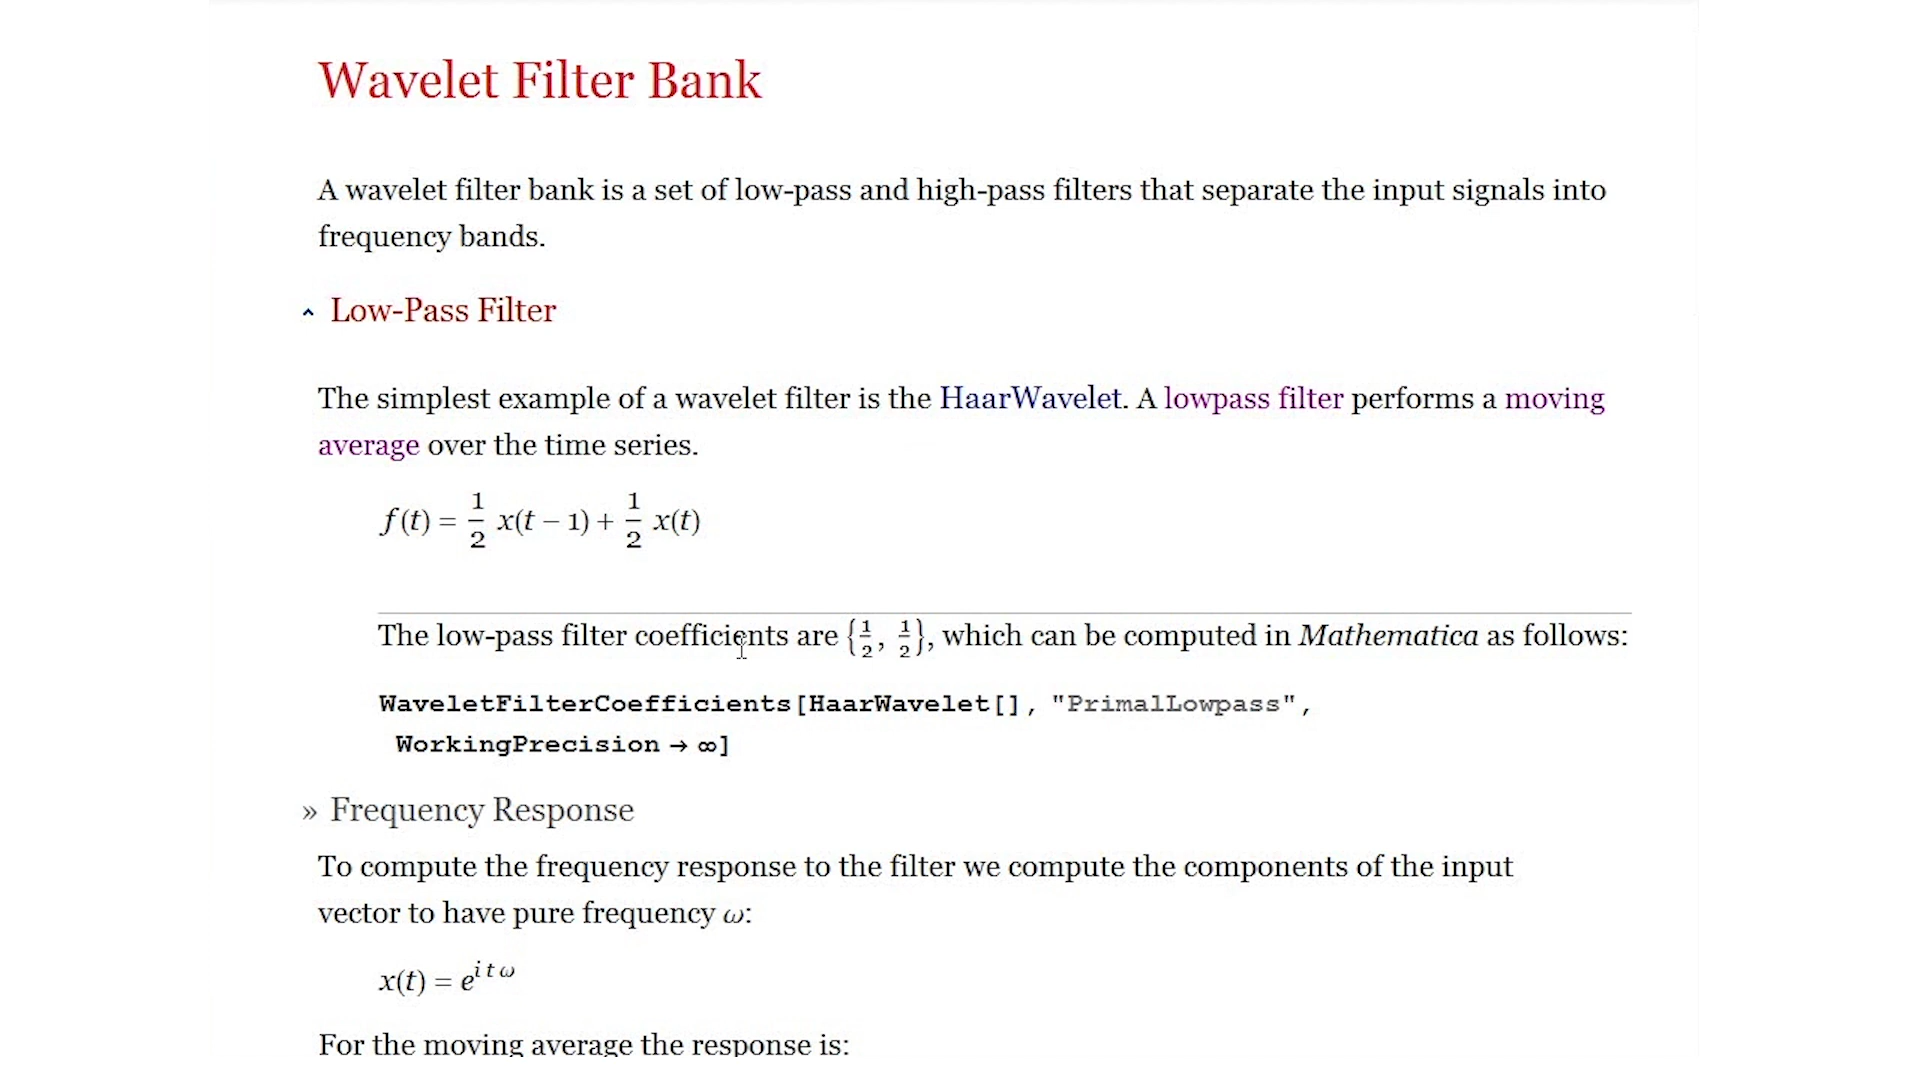 Wavelet Filter Bank
A wavelet filter bank is a set of low-pass and high-pass filters that separate the input signals into
frequency bands.
Low-Pass Filter
The simplest example of a wavelet filter is the HaarWavelet. A lowpass filter performs a moving
average over the time series.
f(t) = 1/2 x(t − 1) + 1/2 x(t)
The low-pass filter coefficients are {1/2, 1/2}, which can be computed in Mathematica as follows:
WaveletFilterCoefficients[HaarWavelet[], "PrimalLowpass",
WorkingPrecision → ∞]
» Frequency Response
To compute the frequency response to the filter we compute the components of the input
vector to have pure frequency ω:
x(t) = e^{i t ω}
For the moving average the response is: